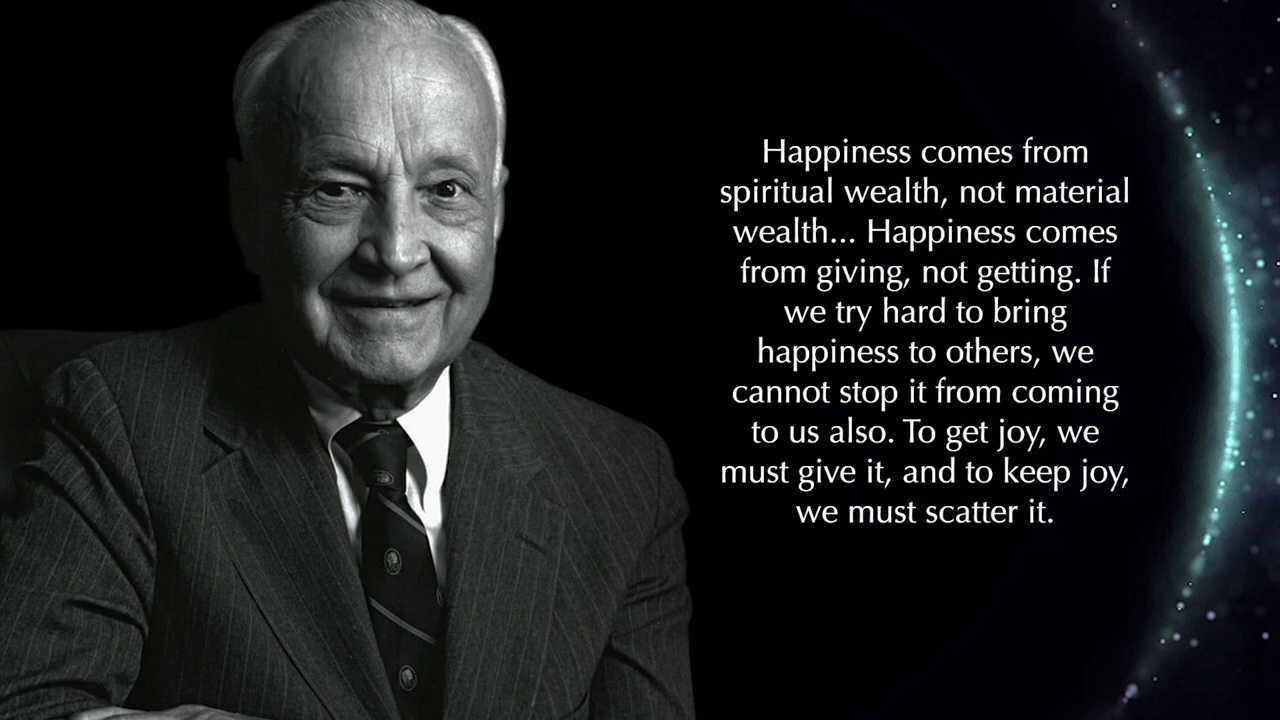 Happiness comes from
spiritual wealth, not material
wealth... Happiness comes
from giving, not getting. If
we try hard to bring
happiness to others, we
cannot stop it from coming
to us also. To get joy, we
must give it, and to keep joy,
we must scatter it.